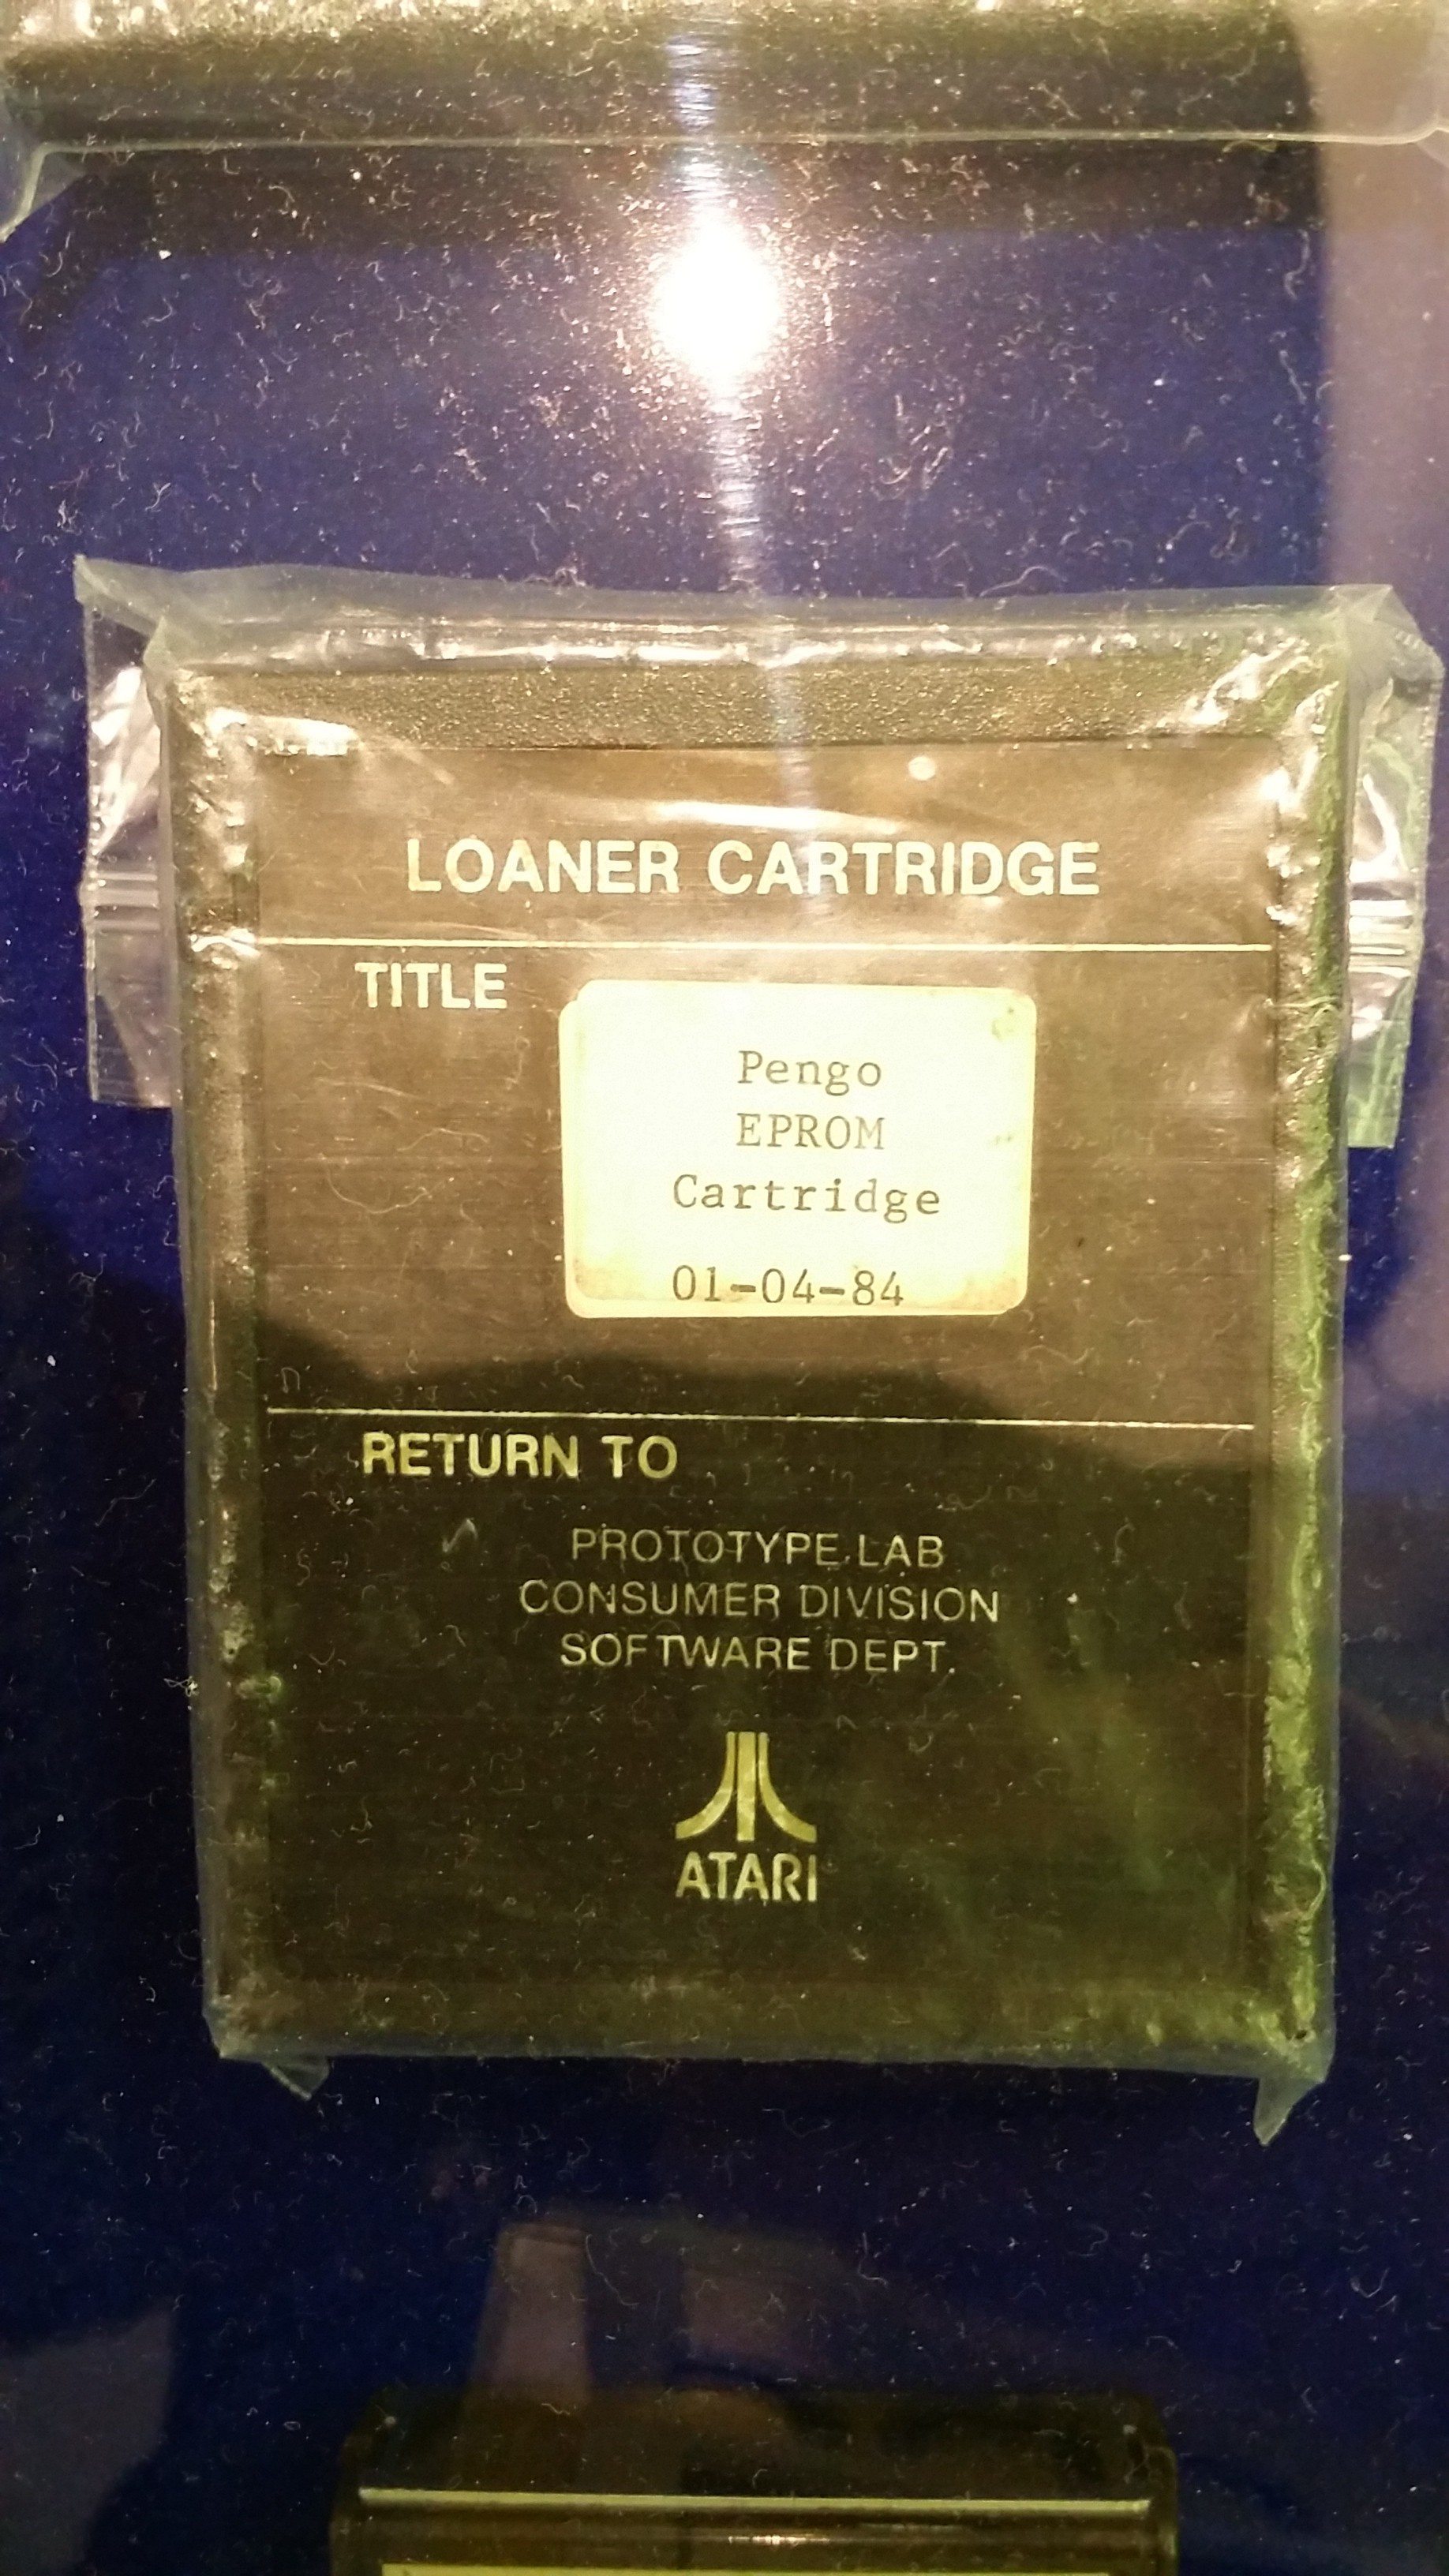 LOANER CARTRIDGE
TITLE
Pengo
EPROM
Cartridge
01-04-84
RETURN TO
PROTOTYPE LAB
CONSUMER DIVISION
SOFTWARE DEPT.
ATARI